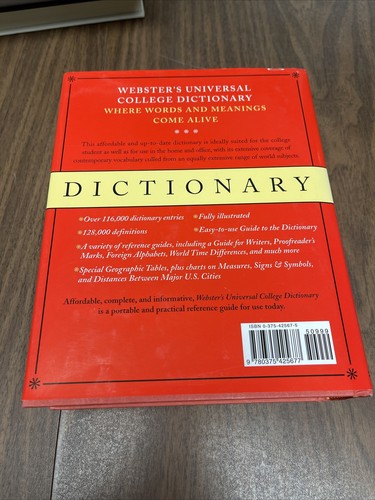 WEBSTER'S UNIVERSAL
COLLEGE DICTIONARY
WHERE WORDS AND MEANINGS
COME ALIVE
***
This affordable and up-to-date dictionary is ideally suited for the college
student as well as for use in the home and office, with its extensive coverage of
contemporary vocabulary culled from an equally extensive range of world subjects.
DICTIONARY
*Over 116,000 dictionary entries *Fully illustrated
*128,000 definitions *Easy-to-use Guide to the Dictionary
*A variety of reference guides, including a Guide for Writers, Proofreader's
Marks, Foreign Alphabets, World Time Differences, and much more
*Special Geographic Tables, plus charts on Measures, Signs & Symbols,
and Distances Between Major U.S. Cities
Affordable, complete, and informative, Webster's Universal College Dictionary
is a portable and practical reference guide for use today.
ISBN 0-375-42567-5
50999
9 780375 425677